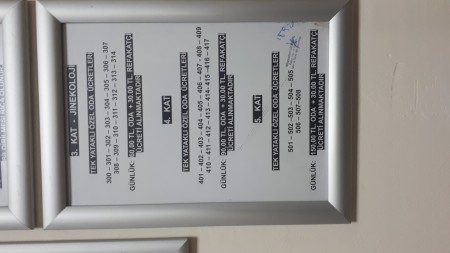 3. KAT - JİNEKOLOJİ
TEK YATAKLI ÖZEL ODA ÜCRETLERİ
300 – 301 – 302 – 303 – 304 – 305 – 306 – 307
308 – 309 – 310 – 311 – 312 – 313 – 314
GÜNLÜK: 60,00 TL. ODA + 30.00 TL. REFAKATÇI
ÜCRETİ ALINMAKTADIR
4. KAT
TEK YATAKLI ÖZEL ODA ÜCRETLERİ
401 – 402 – 403 – 404 – 405 – 406 – 407 - 408 – 409
410 – 411 – 412 – 413 – 414 – 415 – 416 – 417
GÜNLÜK: 60,00 TL. ODA + 30.00 TL. REFAKATÇI
ÜCRETİ ALINMAKTADIR
5. KAT
TEK YATAKLI ÖZEL ODA ÜCRETLERİ
501 – 502 – 503 – 504 – 505
506 – 507- 508
GÜNLÜK: 60,00 TL. ODA + 30.00 TL. REFAKATÇI
ÜCRETİ ALINMAKTADIR